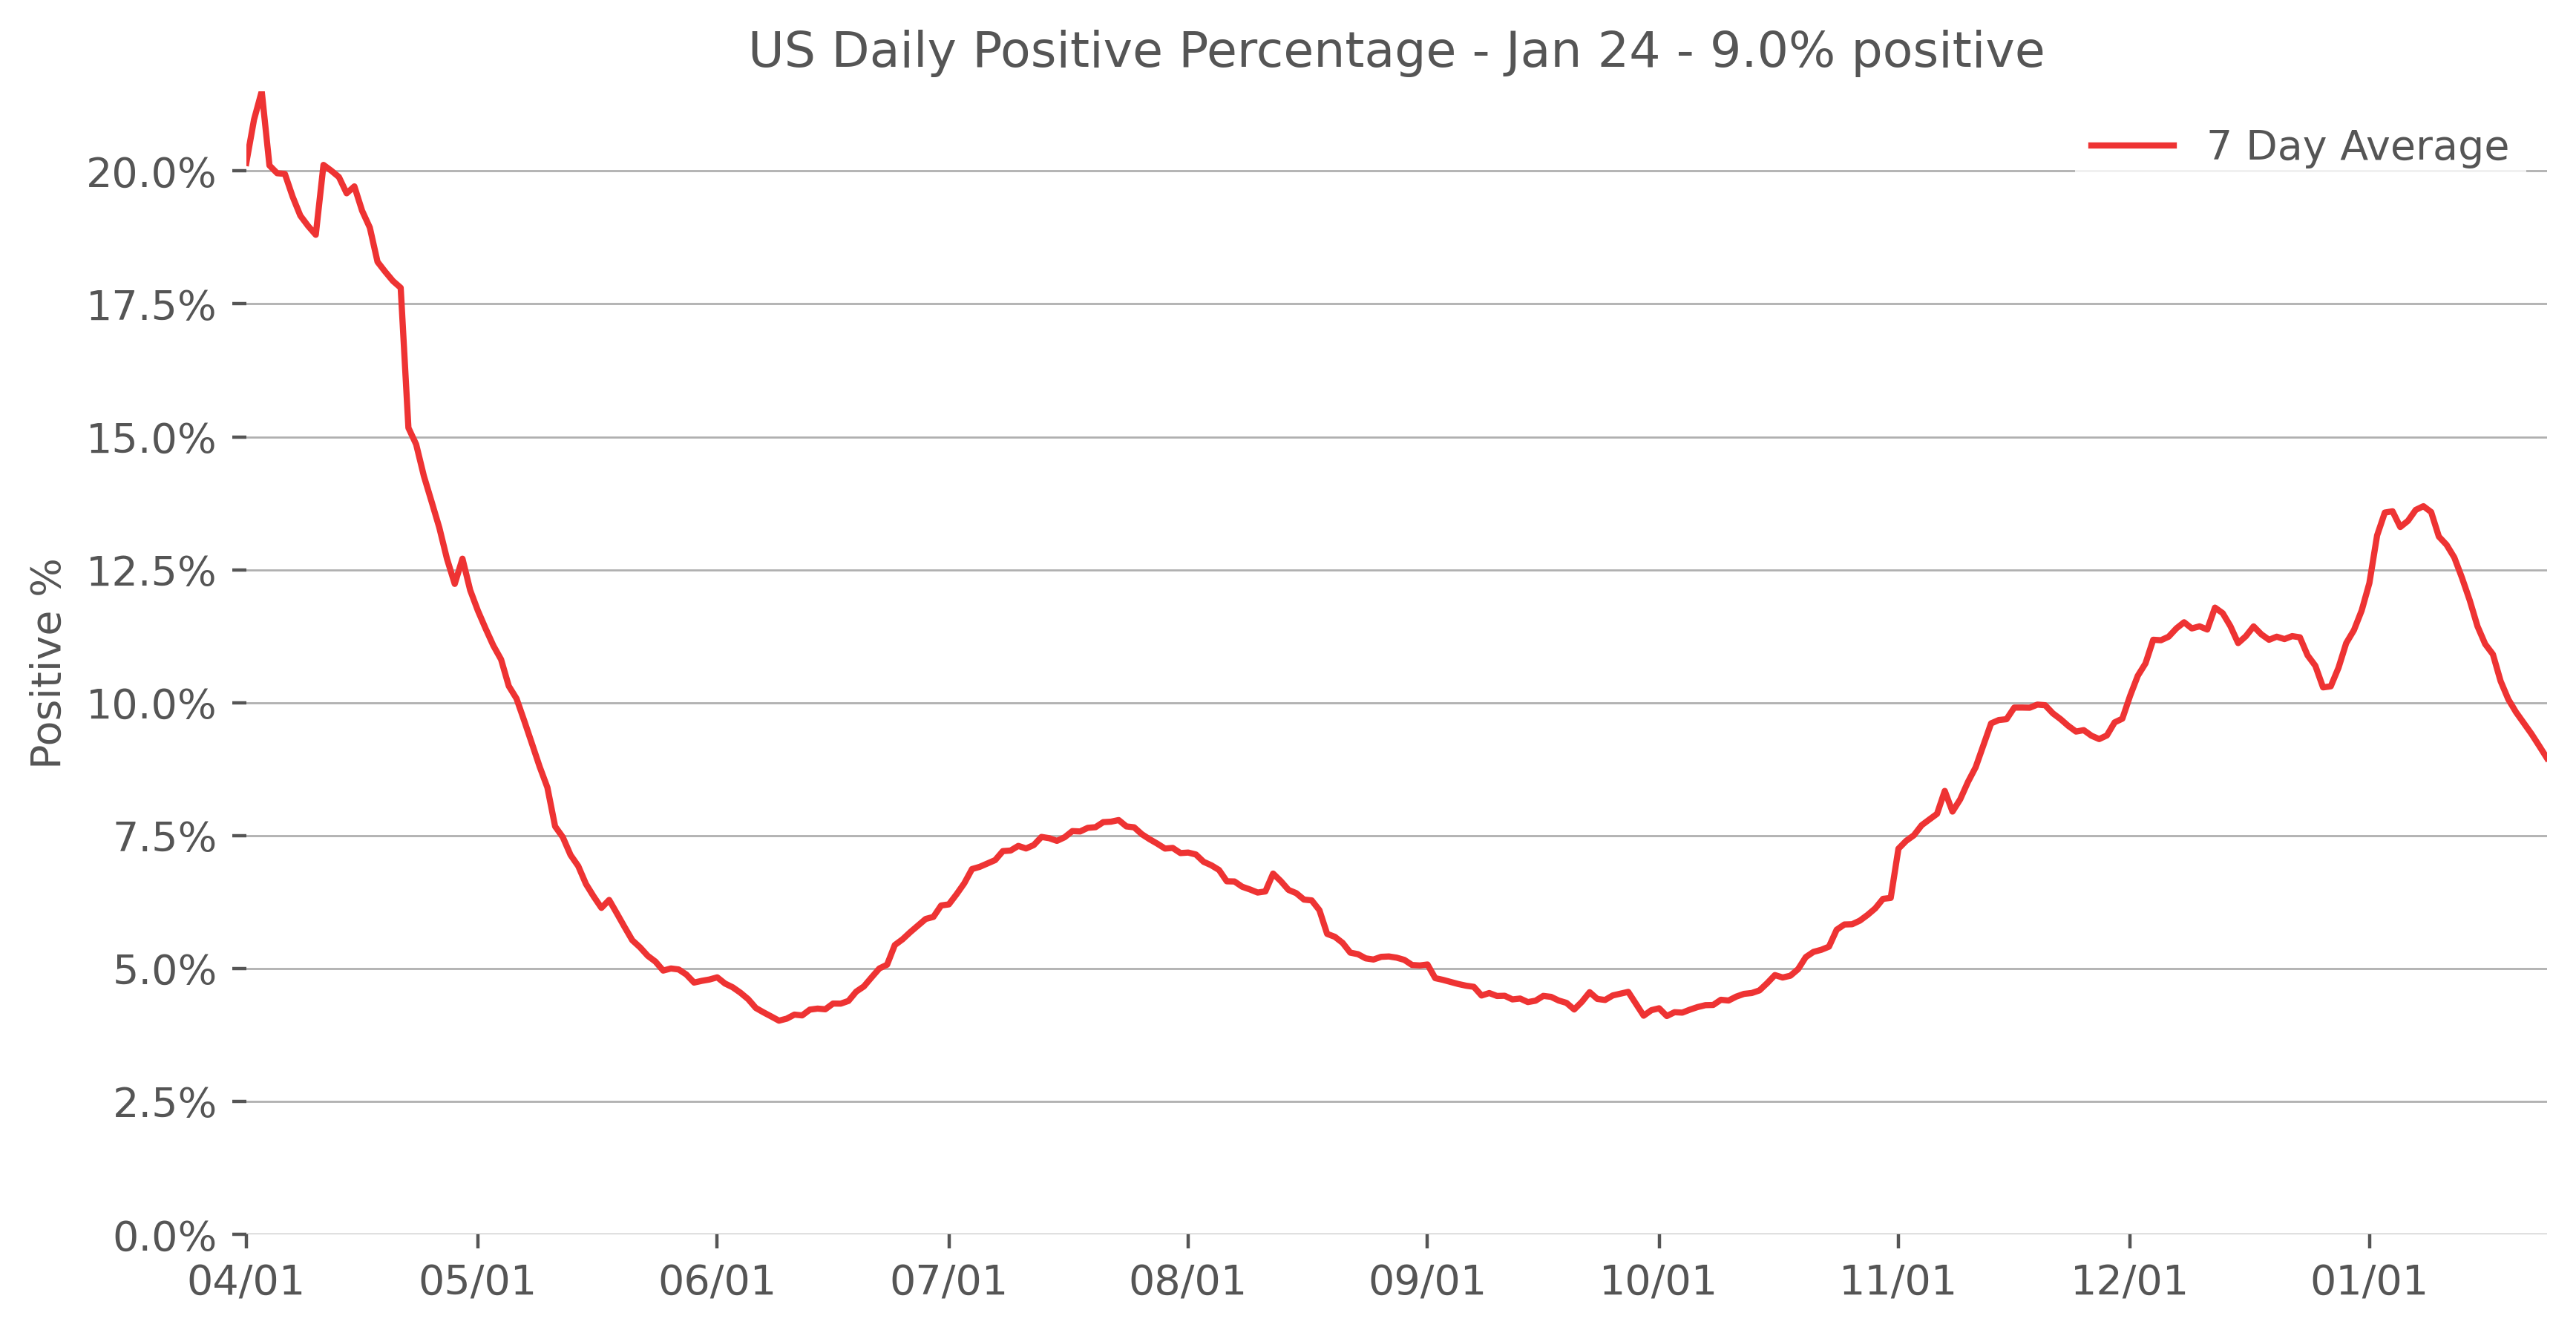 US Daily Positive Percentage - Jan 24 - 9.0% positive
7 Day Average
Positive %
20.0%
17.5%
15.0%
12.5%
10.0%
7.5%
5.0%
2.5%
0.0%
04/01 05/01 06/01 07/01 08/01 09/01 10/01 11/01 12/01 01/01